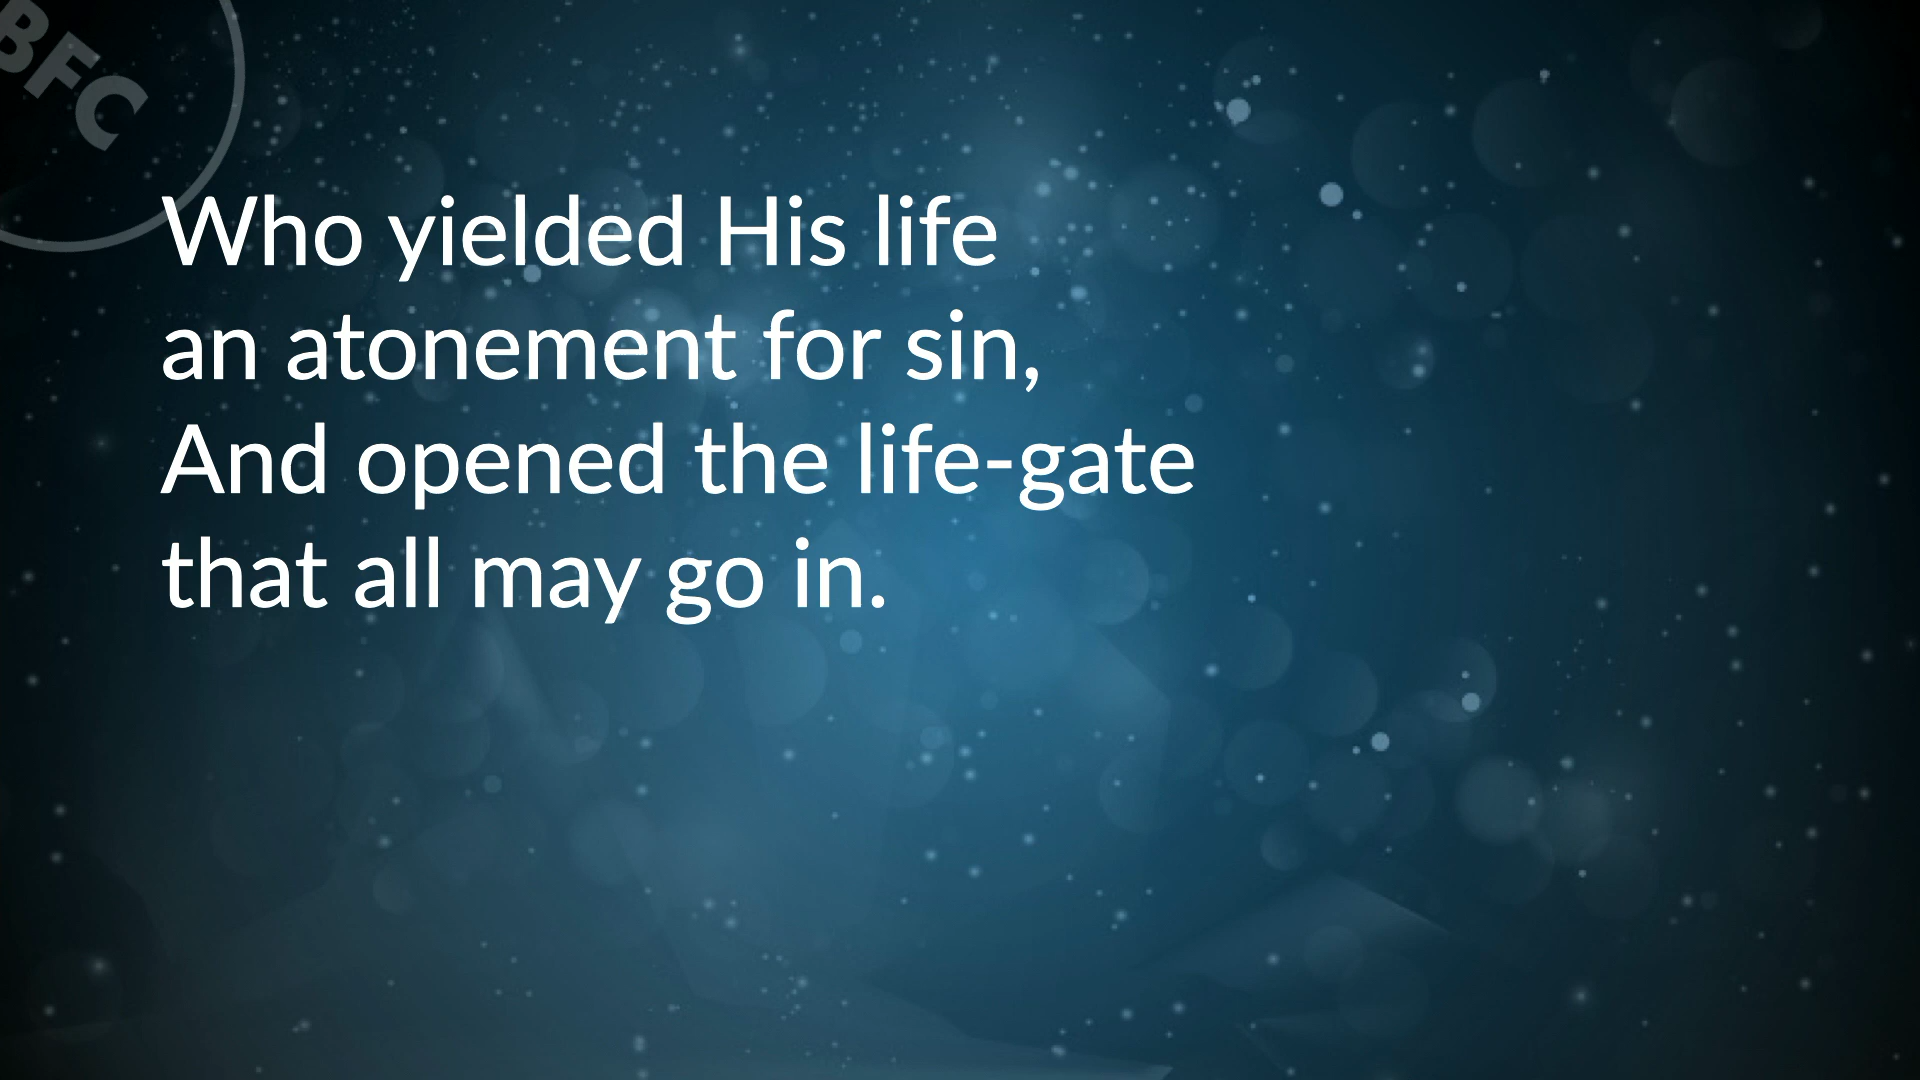 BFC
Who yielded His life
an atonement for sin,
And opened the life-gate
that all may go in.